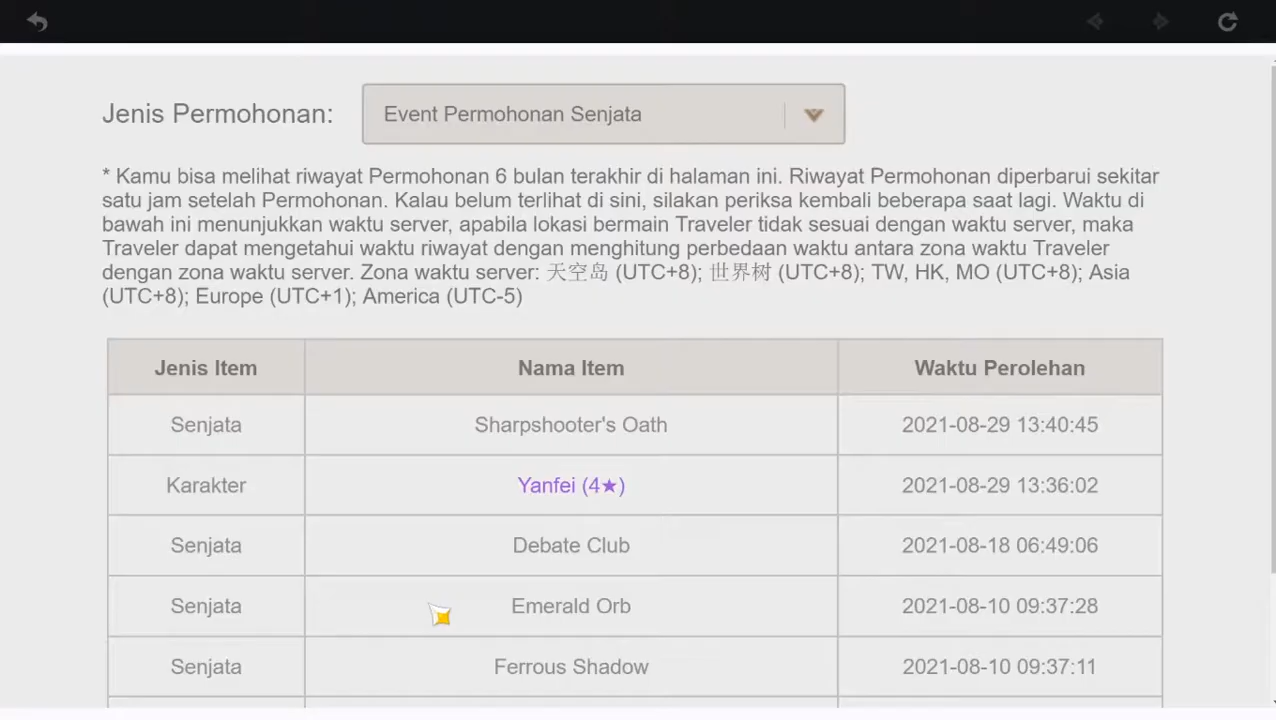 Jenis Permohonan: Event Permohonan Senjata
* Kamu bisa melihat riwayat Permohonan 6 bulan terakhir di halaman ini. Riwayat Permohonan diperbarui sekitar
satu jam setelah Permohonan. Kalau belum terlihat di sini, silakan periksa kembali beberapa saat lagi. Waktu di
bawah ini menunjukkan waktu server, apabila lokasi bermain Traveler tidak sesuai dengan waktu server, maka
Traveler dapat mengetahui waktu riwayat dengan menghitung perbedaan waktu antara zona waktu Traveler
dengan zona waktu server. Zona waktu server: 天空岛 (UTC+8); 世界树 (UTC+8); TW, HK, MO (UTC+8); Asia
(UTC+8); Europe (UTC+1); America (UTC-5)
Jenis Item Nama Item Waktu Perolehan
Senjata Sharpshooter's Oath 2021-08-29 13:40:45
Karakter Yanfei (4★) 2021-08-29 13:36:02
Senjata Debate Club 2021-08-18 06:49:06
Senjata Emerald Orb 2021-08-10 09:37:28
Senjata Ferrous Shadow 2021-08-10 09:37:11